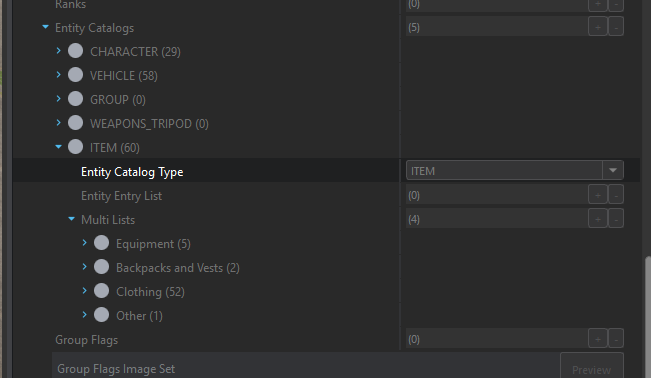 Ranks (0) + -
Entity Catalogs (5) + -
CHARACTER (29)
VEHICLE (58)
GROUP (0)
WEAPONS_TRIPOD (0)
ITEM (60)
Entity Catalog Type ITEM
Entity Entry List (0) + -
Multi Lists (4) + -
Equipment (5)
Backpacks and Vests (2)
Clothing (52)
Other (1)
Group Flags (0) + -
Group Flags Image Set Preview